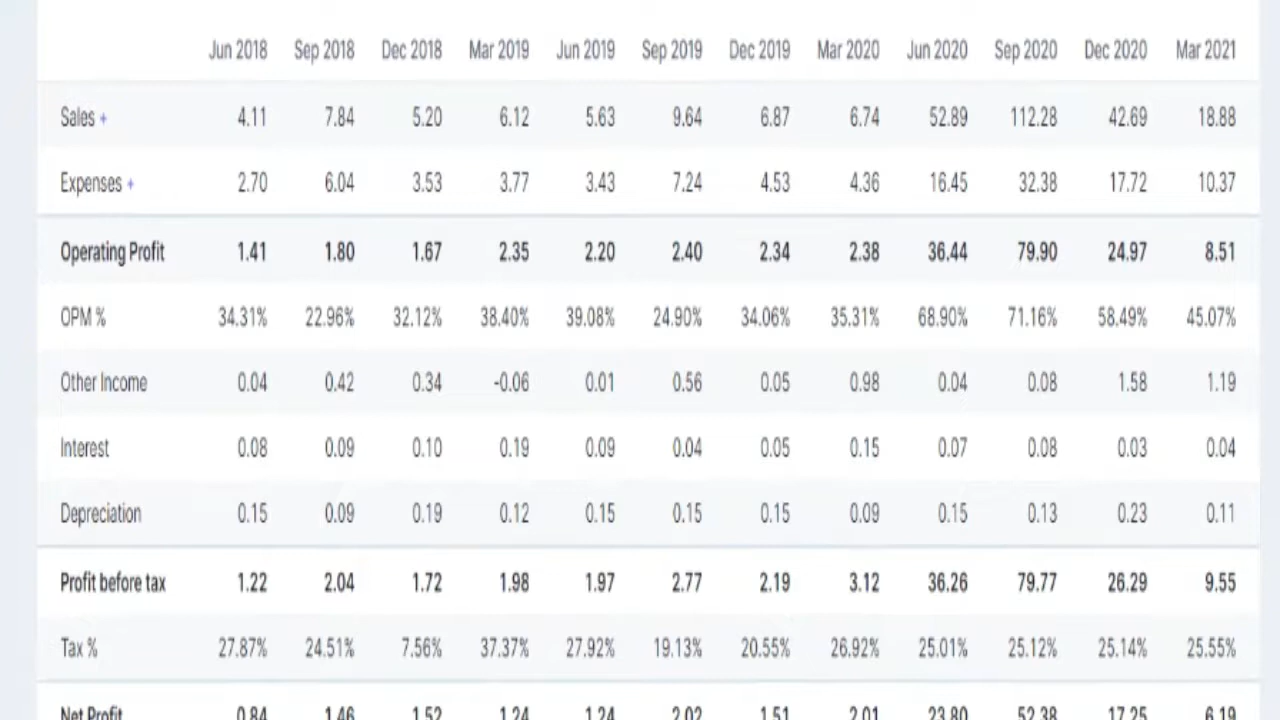 Jun 2018 Sep 2018 Dec 2018 Mar 2019 Jun 2019 Sep 2019 Dec 2019 Mar 2020 Jun 2020 Sep 2020 Dec 2020 Mar 2021
Sales + 4.11 7.84 5.20 6.12 5.63 9.64 6.87 6.74 52.89 112.28 42.69 18.88
Expenses + 2.70 6.04 3.53 3.77 3.43 7.24 4.53 4.36 16.45 32.38 17.72 10.37
Operating Profit 1.41 1.80 1.67 2.35 2.20 2.40 2.34 2.38 36.44 79.90 24.97 8.51
OPM % 34.31% 22.96% 32.12% 38.40% 39.08% 24.90% 34.06% 35.31% 68.90% 71.16% 58.49% 45.07%
Other Income 0.04 0.42 0.34 -0.06 0.01 0.56 0.05 0.98 0.04 0.08 1.58 1.19
Interest 0.08 0.09 0.10 0.19 0.09 0.04 0.05 0.15 0.07 0.08 0.03 0.04
Depreciation 0.15 0.09 0.19 0.12 0.15 0.15 0.15 0.09 0.15 0.13 0.23 0.11
Profit before tax 1.22 2.04 1.72 1.98 1.97 2.77 2.19 3.12 36.26 79.77 26.29 9.55
Tax % 27.87% 24.51% 7.56% 37.37% 27.92% 19.13% 20.55% 26.92% 25.01% 25.12% 25.14% 25.55%
Net Profit 0.84 1.46 1.52 1.24 1.24 2.02 1.51 2.01 23.80 52.38 17.25 6.19